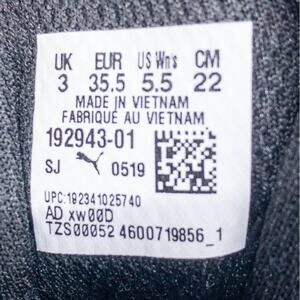 UK EUR US Wn's CM
3 35.5 5.5 22
MADE IN VIETNAM
FABRIQUÉ AU VIETNAM
192943-01
SJ 0519
UPC:192341025740
AD xw00D
TZS00052 4600719856_1